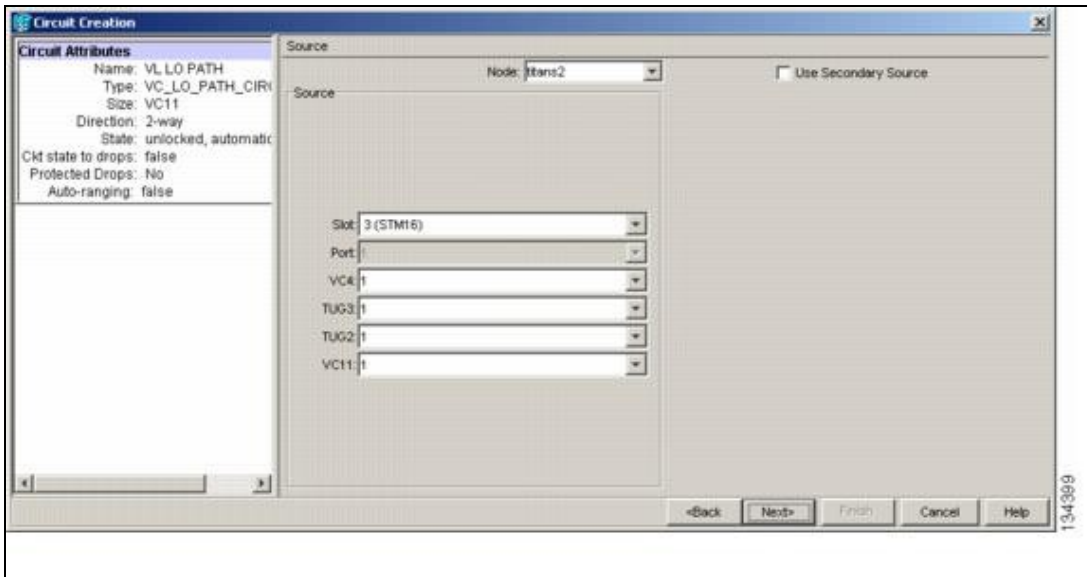 Circuit Creation
Circuit Attributes
Name: VL LO PATH
Type: VC_LO_PATH_CIR
Size: VC11
Direction: 2-way
State: unlocked, automatic
Ckt state to drops: false
Protected Drops: No
Auto-ranging: false
Source
Node: titans2
Use Secondary Source
Source
Slot: 3 (STM16)
Port:
VC4: 1
TUG3: 1
TUG2: 1
VC11: 1
<Back
Next>
Finish
Cancel
Help
134399